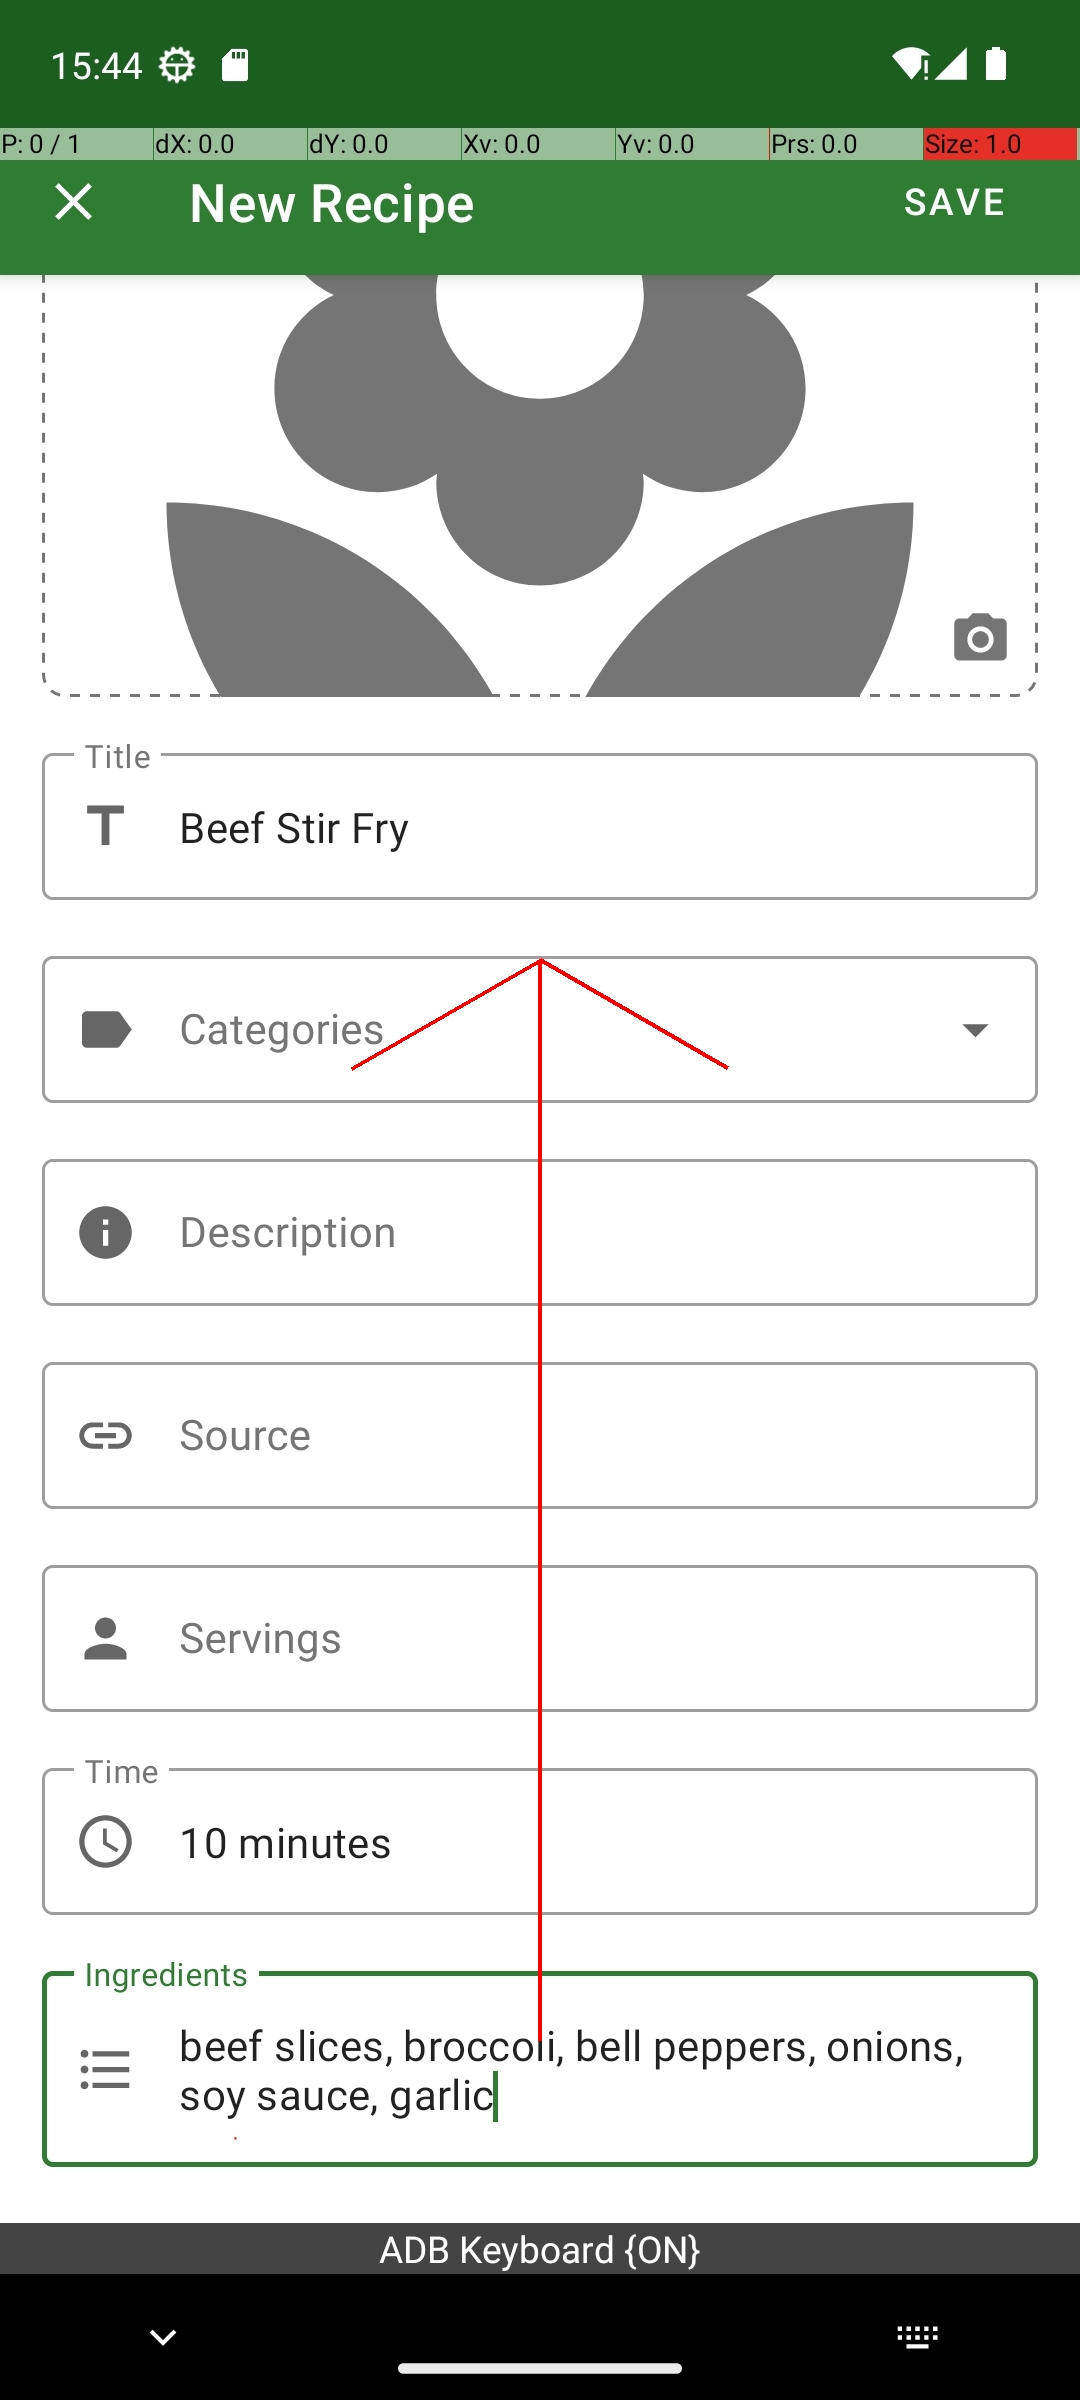 15:44
P: 0 / 1 dX: 0.0 dY: 0.0 Xv: 0.0 Yv: 0.0 Prs: 0.0 Size: 1.0
New Recipe SAVE
Title
Beef Stir Fry
Categories
Description
Source
Servings
Time
10 minutes
Ingredients
beef slices, broccoli, bell peppers, onions,
soy sauce, garlic
ADB Keyboard {ON}